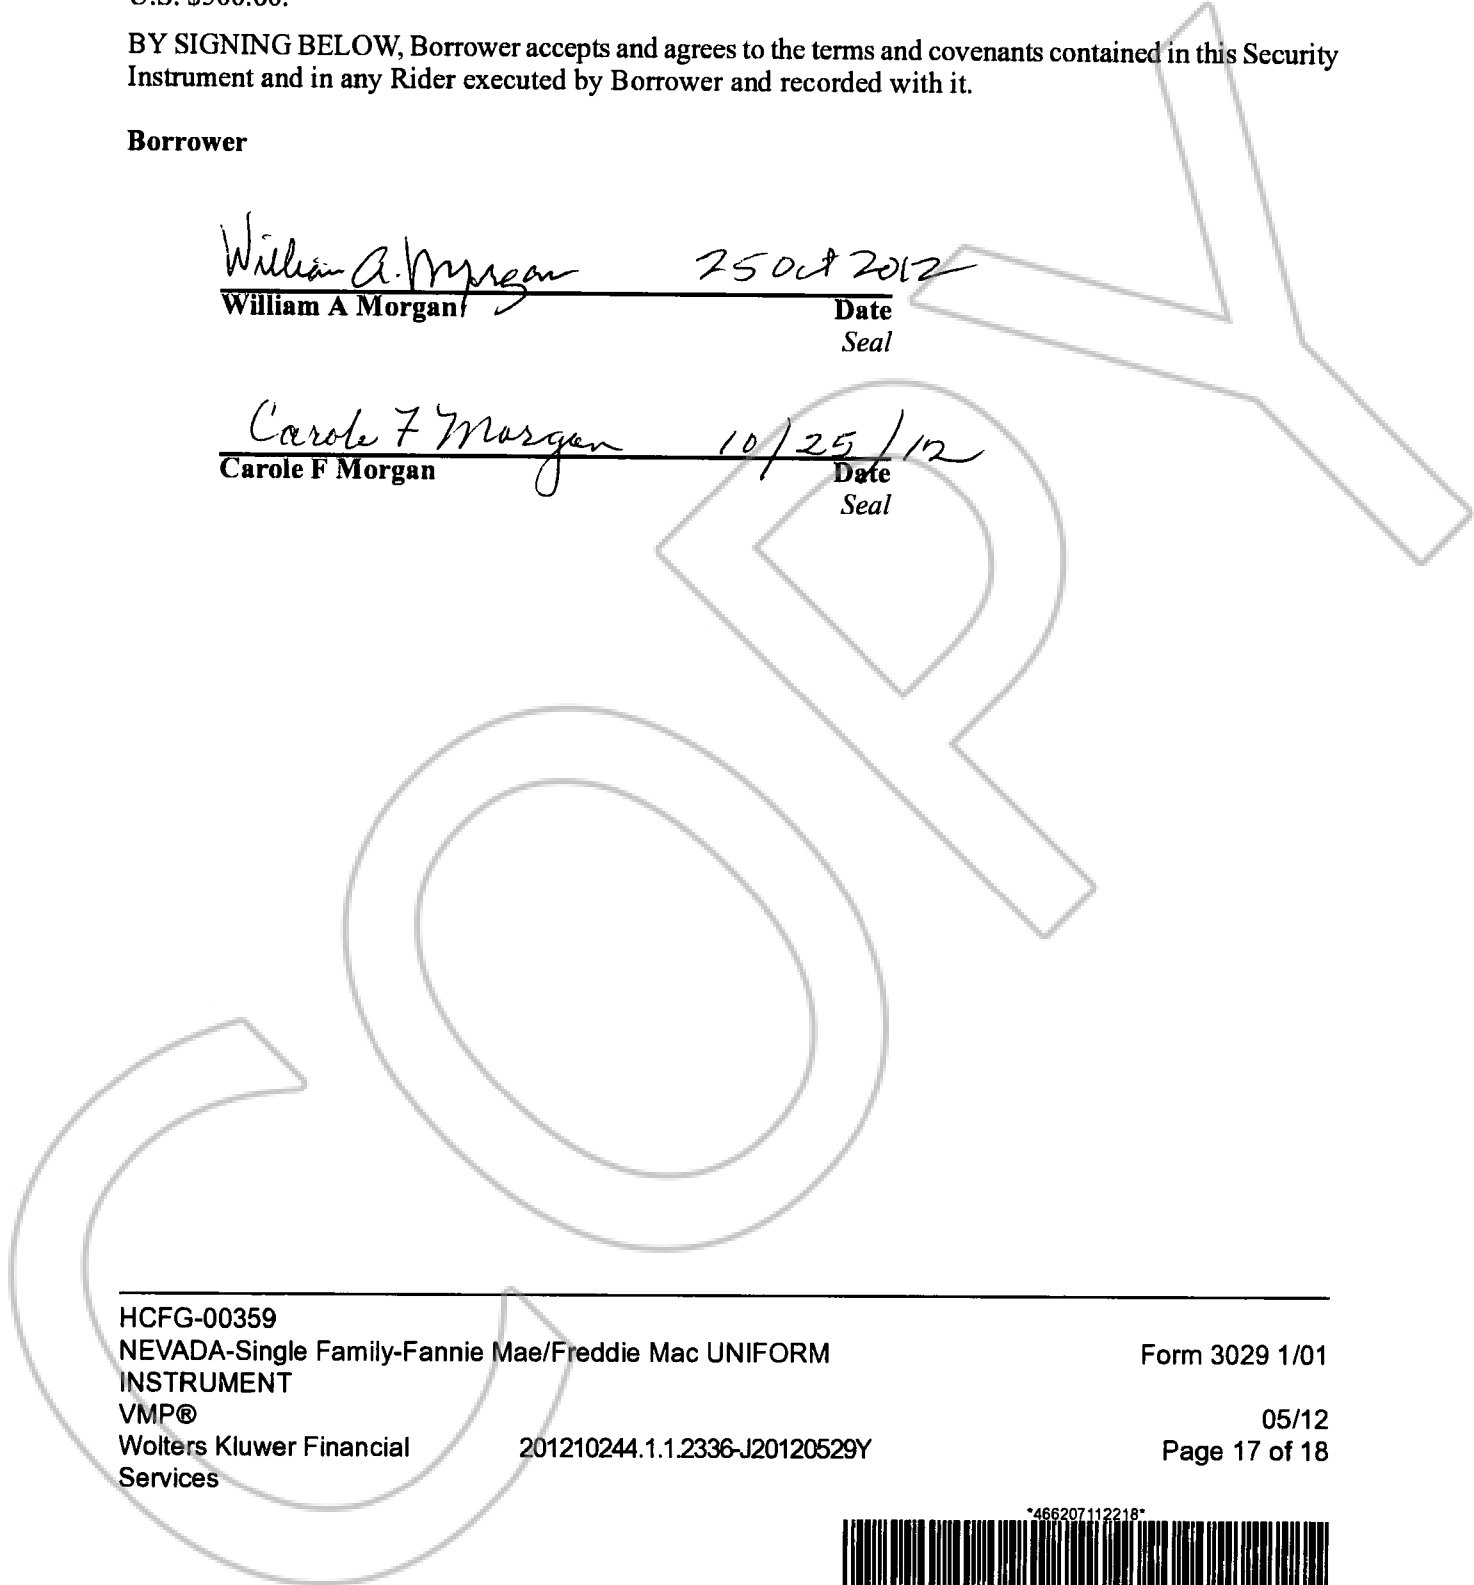 U.S. $900.00.
BY SIGNING BELOW, Borrower accepts and agrees to the terms and covenants contained in this Security
Instrument and in any Rider executed by Borrower and recorded with it.
Borrower
William A. Morgan 25 Oct 2012
William A Morgan Date
Seal
Carole F Morgan 10/25/12
Carole F Morgan Date
Seal
COPY
HCFG-00359
NEVADA-Single Family-Fannie Mae/Freddie Mac UNIFORM Form 3029 1/01
INSTRUMENT
VMP® 05/12
Wolters Kluwer Financial 201210244.1.1.2336-J20120529Y Page 17 of 18
Services
*466207112218*